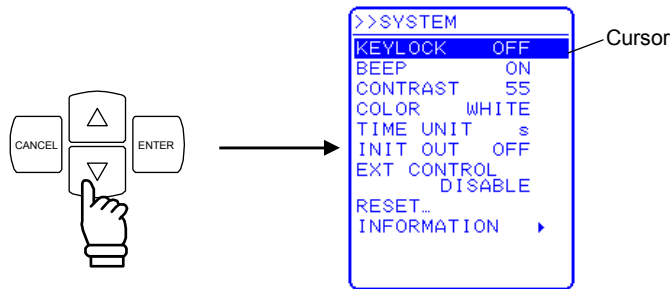 CANCEL
ENTER
>>SYSTEM
KEYLOCK OFF
BEEP ON
CONTRAST 55
COLOR WHITE
TIME UNIT s
INIT OUT OFF
EXT CONTROL
DISABLE
RESET…
INFORMATION
Cursor